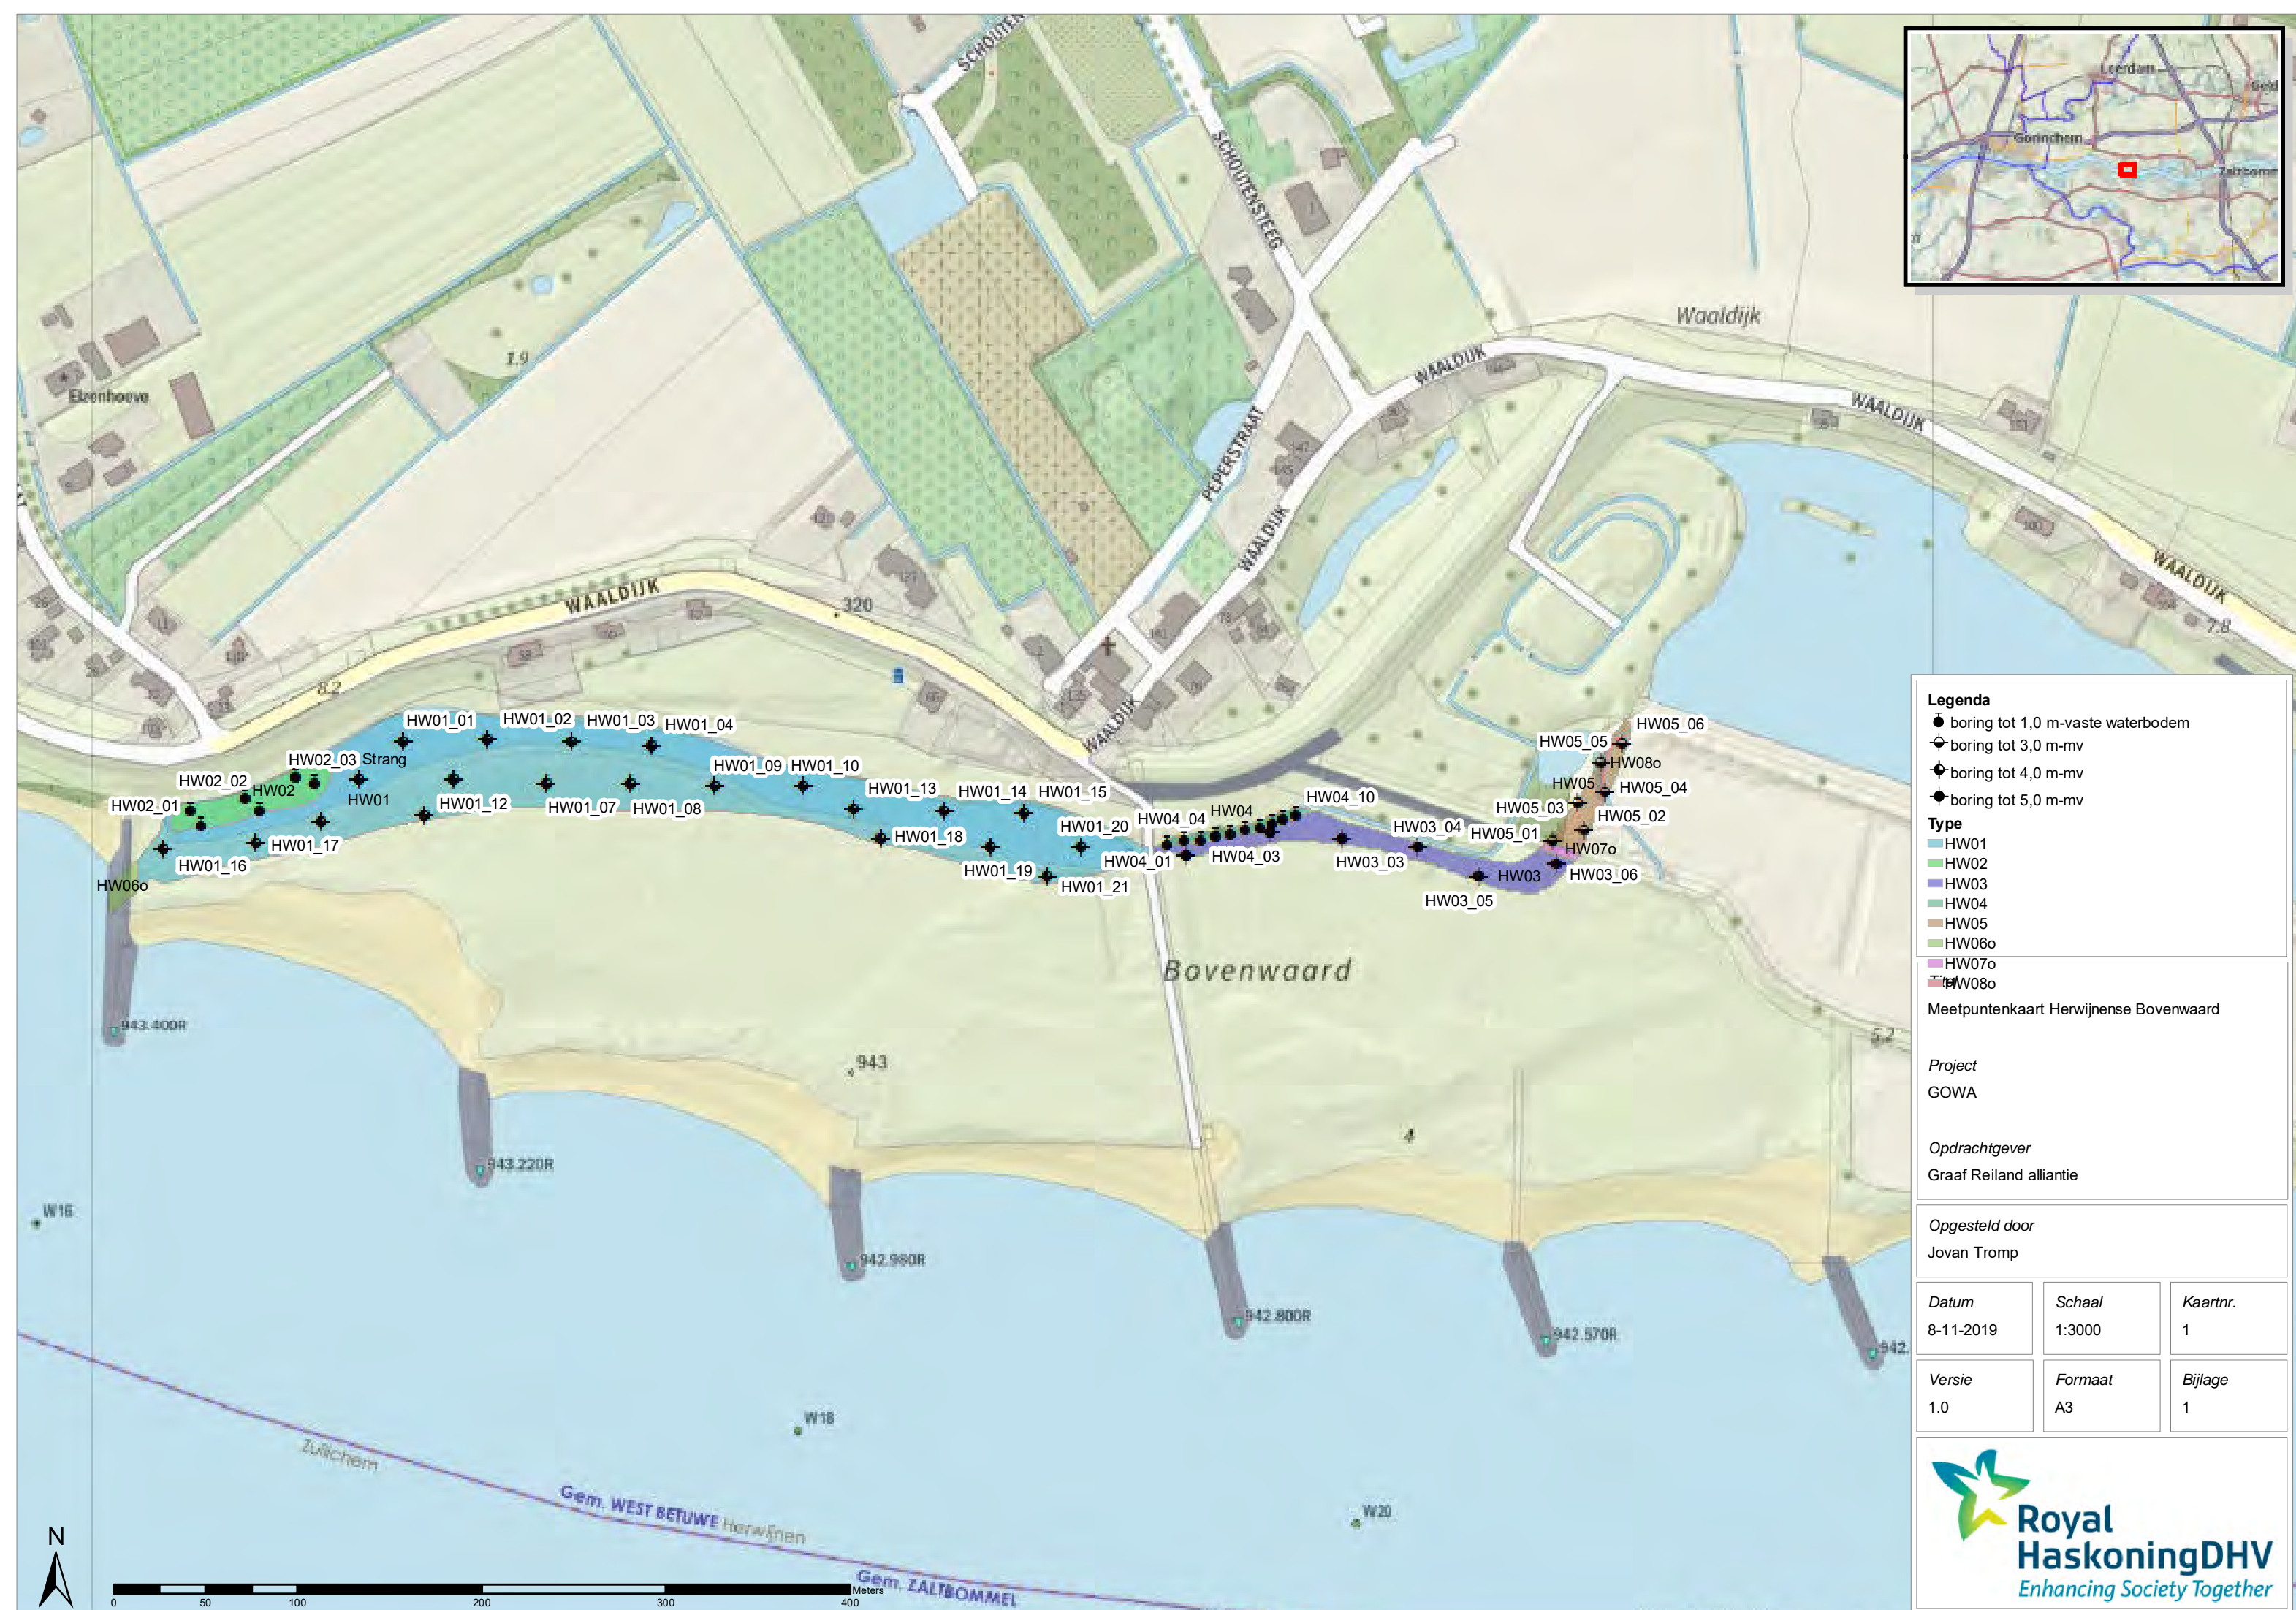 SCHOUTEN
SCHOUTENSTEEG
Leerdam
Geld
Gorinchem
Zaltbomm
Waaldijk
WAALDIJK
WAALDIJK
1.9
Elzenhoeve
PEPERSTRAAT
WAALDIJK
WAALDIJK
WAALDIJK
320
7.8
8.2
WAALDIJK
HW01_01
HW01_02
HW01_03
HW01_04
HW05_06
HW05_05
HW02_03
Strang
HW08o
HW02_02
HW02
HW01
HW01_09
HW01_10
HW05
HW05_04
HW02_01
HW01_12
HW01_07
HW01_08
HW01_13
HW01_14
HW01_15
HW04_10
HW04
HW04_04
HW05_03
HW05_02
HW01_20
HW03_04
HW05_01
HW01_16
HW01_17
HW01_18
HW04_01
HW04_03
HW03_03
HW07o
HW06o
HW01_19
HW01_21
HW03
HW03_05
HW03_06
Bovenwaard
943.400R
943
5.2
943.220R
4
942.980R
942.800R
942.570R
942.
W16
W18
W20
Zuilichem
Gem. WEST BETUWE Herwijnen
Gem. ZALTBOMMEL
N
0 50 100 200 300 400
Meters
Legenda
boring tot 1,0 m-vaste waterbodem
boring tot 3,0 m-mv
boring tot 4,0 m-mv
boring tot 5,0 m-mv
Type
HW01
HW02
HW03
HW04
HW05
HW06o
HW07o
HW08o
Titel
Meetpuntenkaart Herwijnense Bovenwaard
Project
GOWA
Opdrachtgever
Graaf Reiland alliantie
Opgesteld door
Jovan Tromp
Datum
8-11-2019
Schaal
1:3000
Kaartnr.
1
Versie
1.0
Formaat
A3
Bijlage
1
Royal
HaskoningDHV
Enhancing Society Together